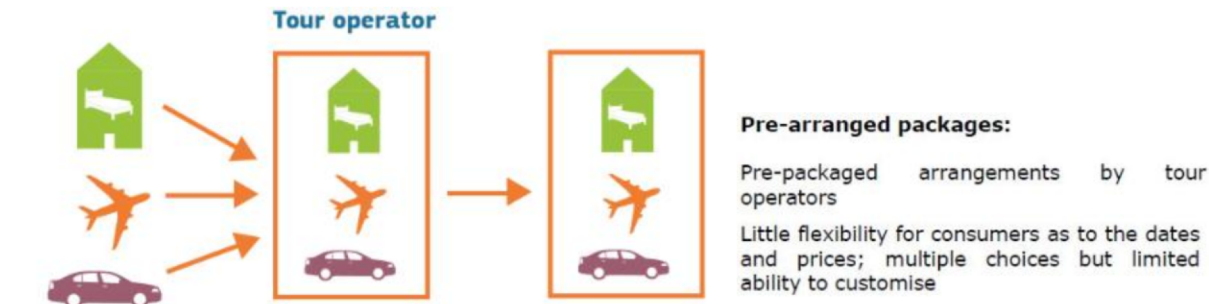 Tour operator
Pre-arranged packages:
Pre-packaged arrangements by tour
operators
Little flexibility for consumers as to the dates
and prices; multiple choices but limited
ability to customise